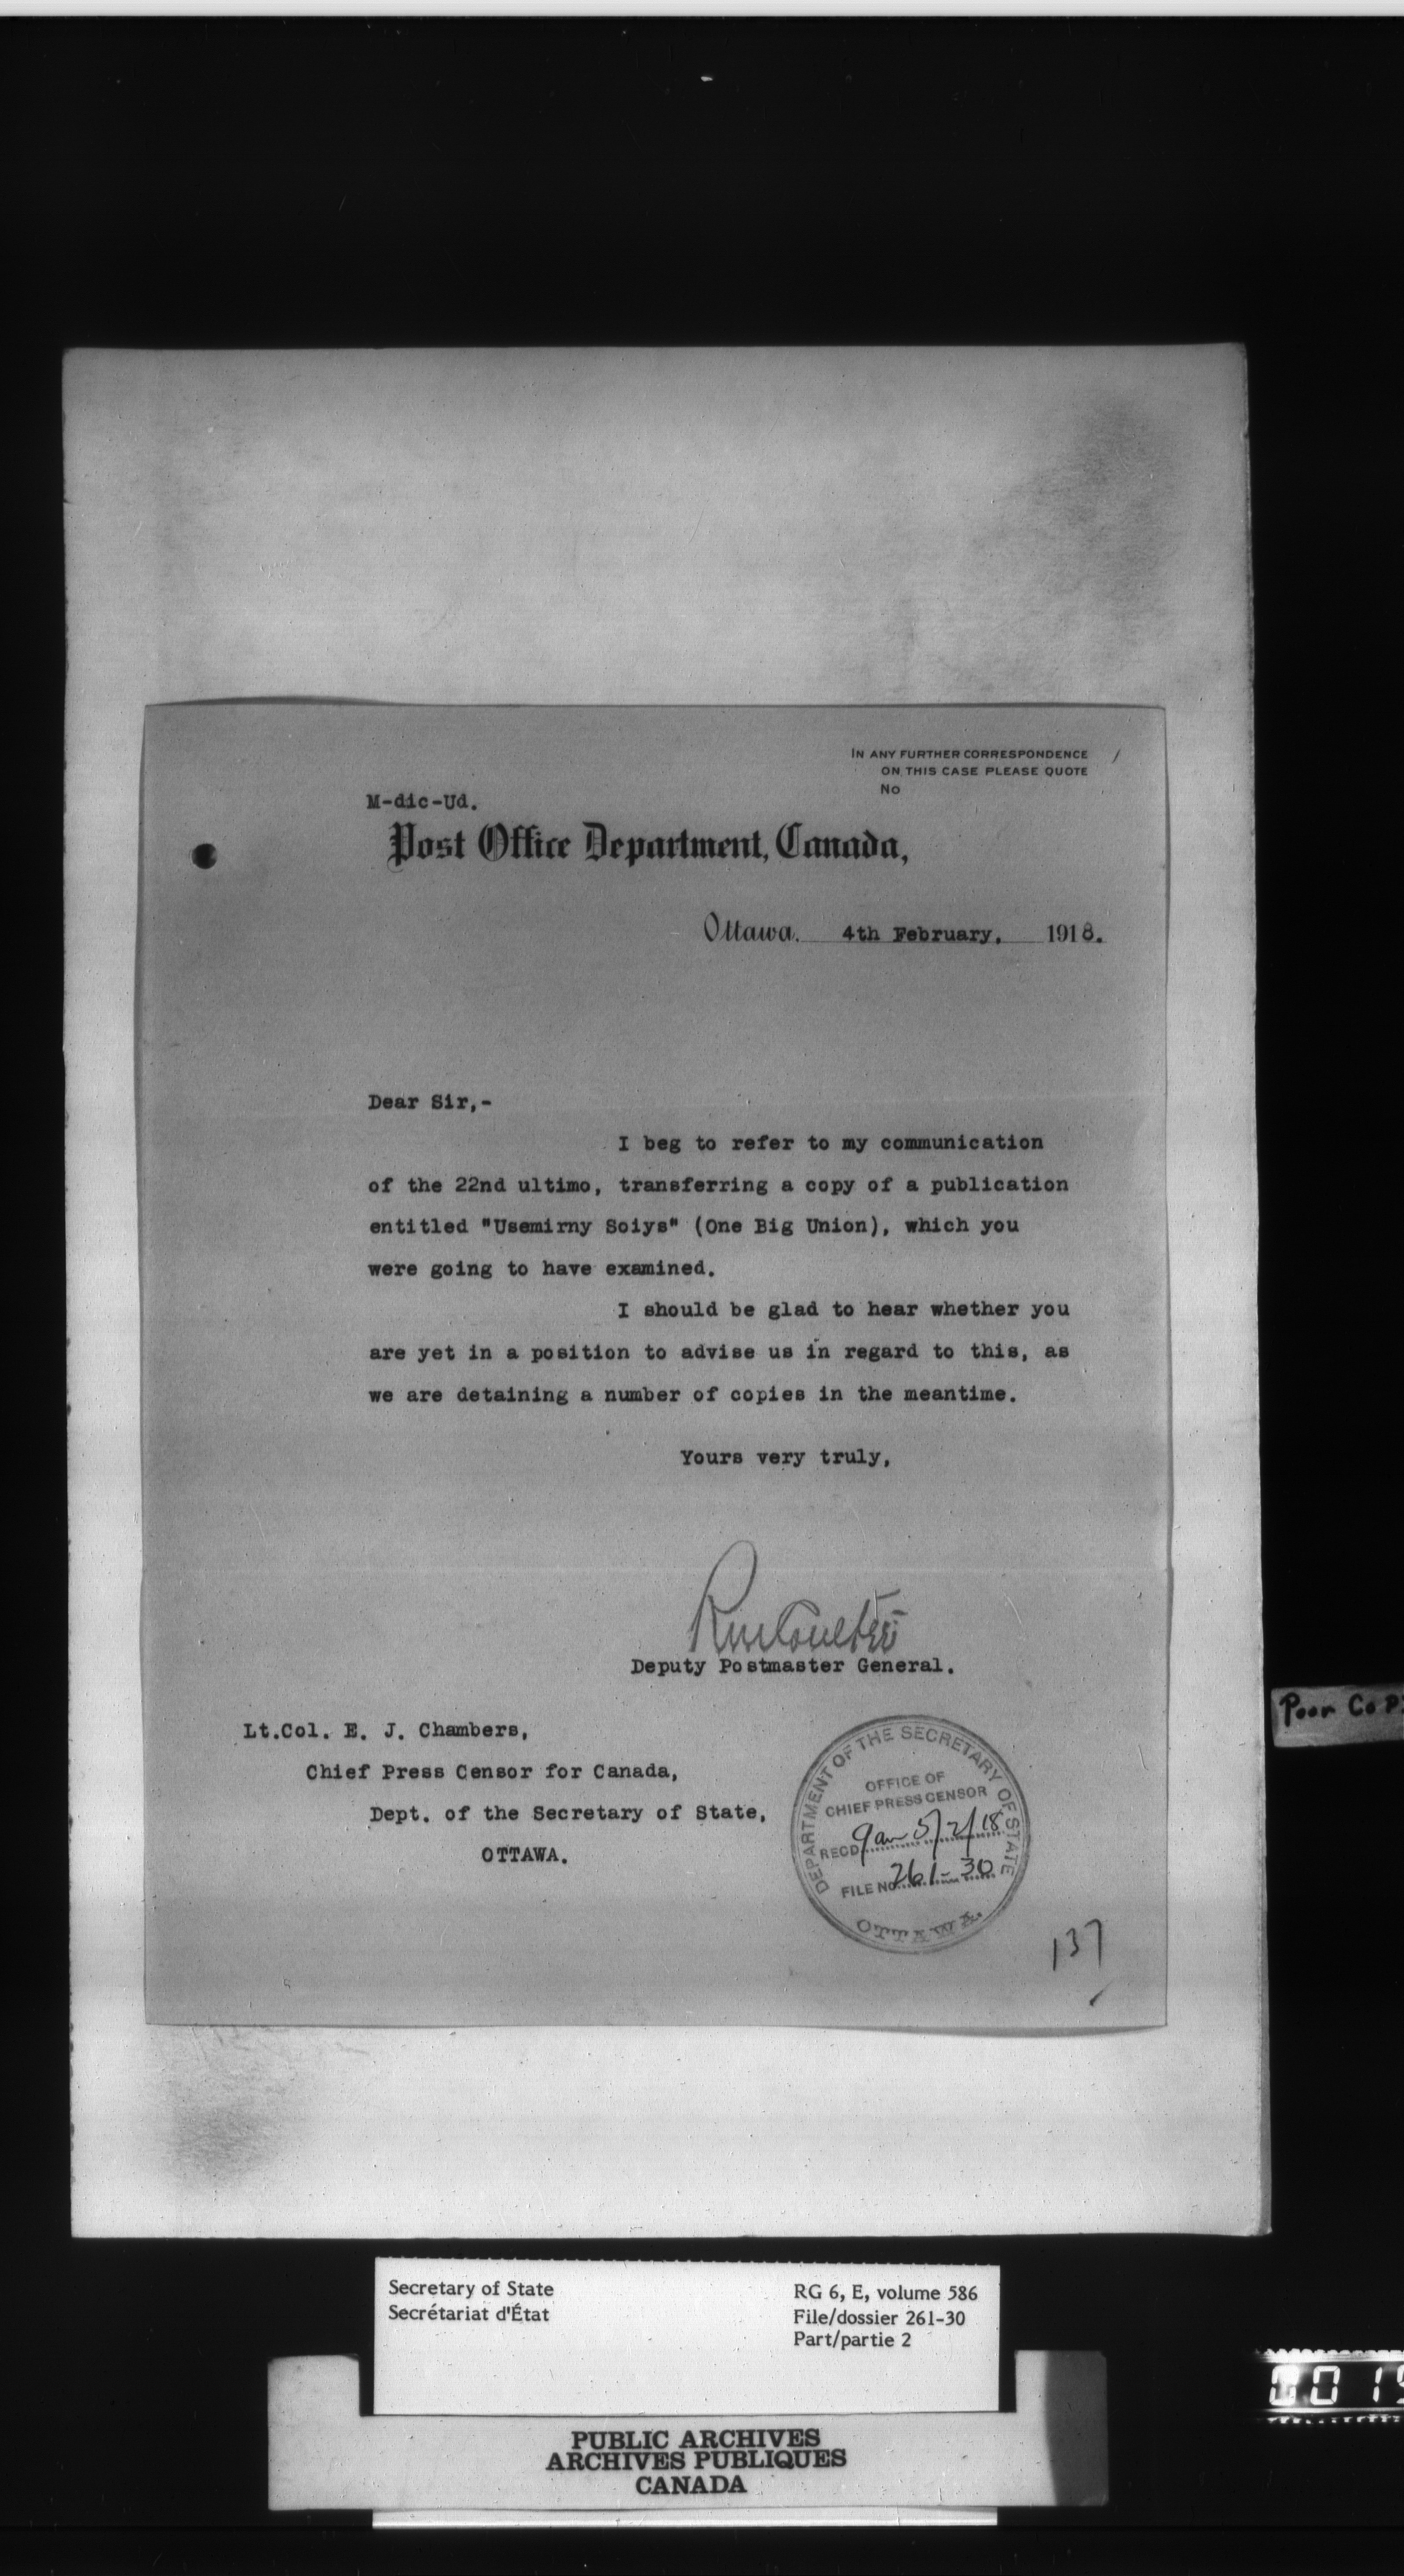 IN ANY FURTHER CORRESPONDENCE
ON THIS CASE PLEASE QUOTE
No
M-dic-Ud.
Post Office Department, Canada,
Ottawa. 4th February, 1918.
Dear Sir,-
I beg to refer to my communication
of the 22nd ultimo, transferring a copy of a publication
entitled "Usemirny Soiys" (One Big Union), which you
were going to have examined.
I should be glad to hear whether you
are yet in a position to advise us in regard to this, as
we are detaining a number of copies in the meantime.
Yours very truly,
RmCoulter
Deputy Postmaster General.
Poor Cop
Lt.Col. E. J. Chambers,
Chief Press Censor for Canada,
Dept. of the Secretary of State,
OTTAWA.
DEPARTMENT OF THE SECRETARY OF STATE
OFFICE OF
CHIEF PRESS CENSOR
RECD 9am 5/2/18
FILE No. 261-30
OTTAWA.
137
Secretary of State
Secrétariat d'État
RG 6, E, volume 586
File/dossier 261-30
Part/partie 2
PUBLIC ARCHIVES
ARCHIVES PUBLIQUES
CANADA